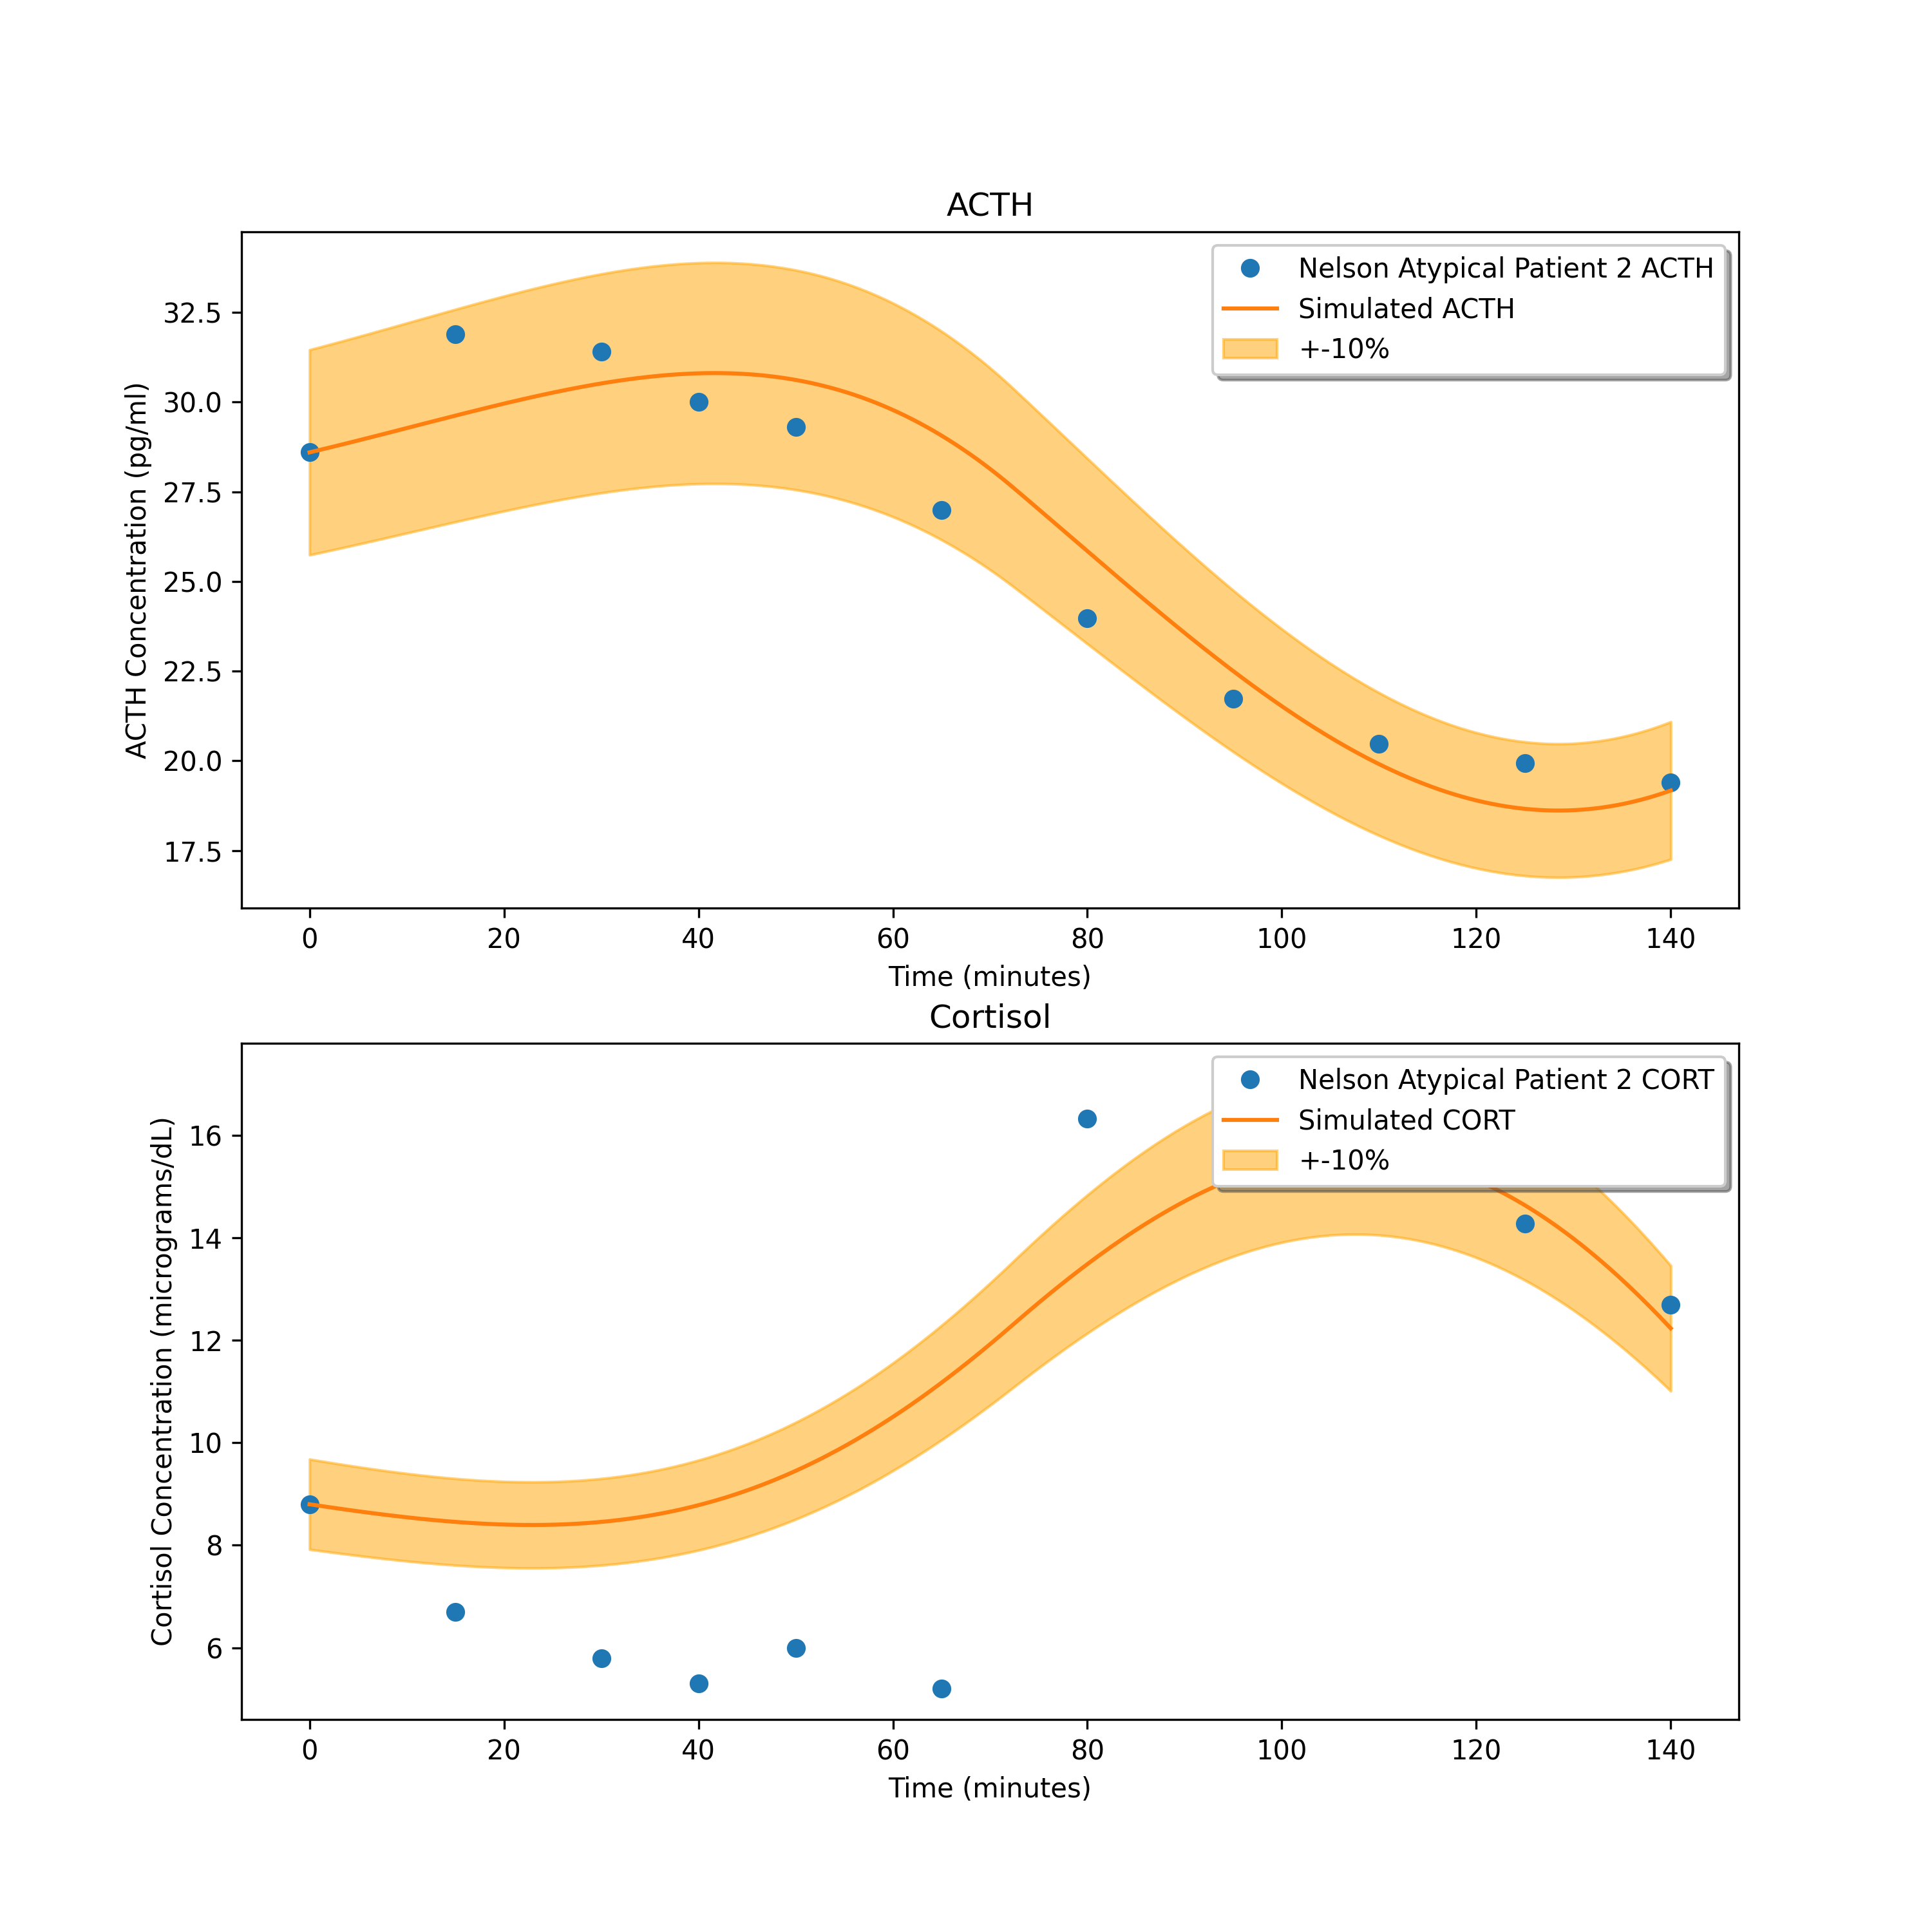 ACTH
Nelson Atypical Patient 2 ACTH
Simulated ACTH
+-10%
ACTH Concentration (pg/ml)
32.5
30.0
27.5
25.0
22.5
20.0
17.5
0 20 40 60 80 100 120 140
Time (minutes)
Cortisol
Nelson Atypical Patient 2 CORT
Simulated CORT
+-10%
Cortisol Concentration (micrograms/dL)
16
14
12
10
8
6
0 20 40 60 80 100 120 140
Time (minutes)